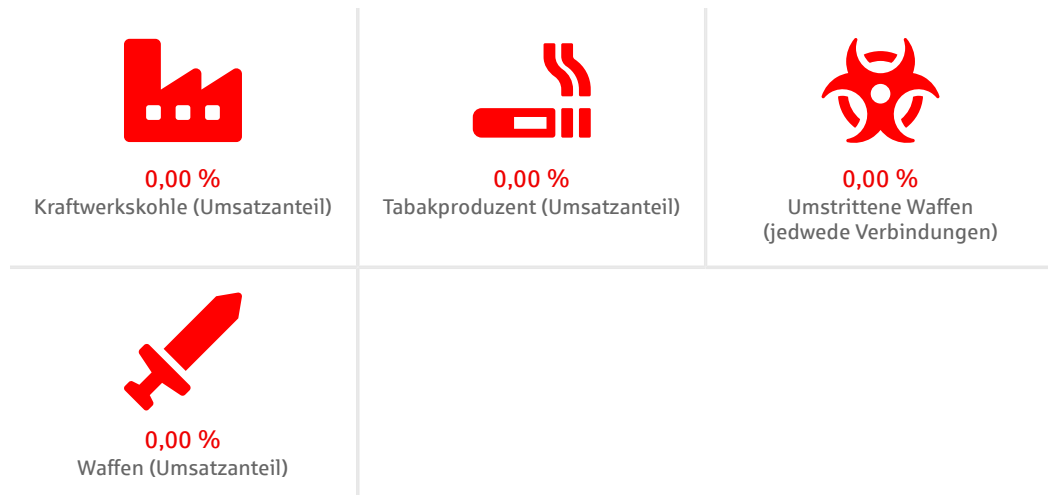 0,00 %
Kraftwerkskohle (Umsatzanteil)
0,00 %
Tabakproduzent (Umsatzanteil)
0,00 %
Umstrittene Waffen
(jedwede Verbindungen)
0,00 %
Waffen (Umsatzanteil)